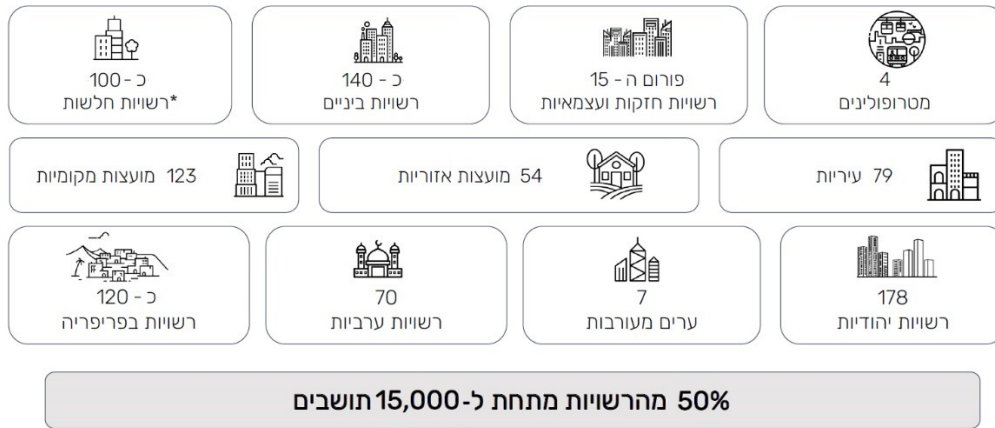 4
מטרופולינים
פורום ה - 15
רשויות חזקות ועצמאיות
כ - 140
רשויות ביניים
כ - 100
רשויות חלשות*
79 עיריות
54 מועצות אזוריות
123 מועצות מקומיות
178
רשויות יהודיות
7
ערים מעורבות
70
רשויות ערביות
כ - 120
רשויות בפריפריה
50% מהרשויות מתחת ל-15,000 תושבים